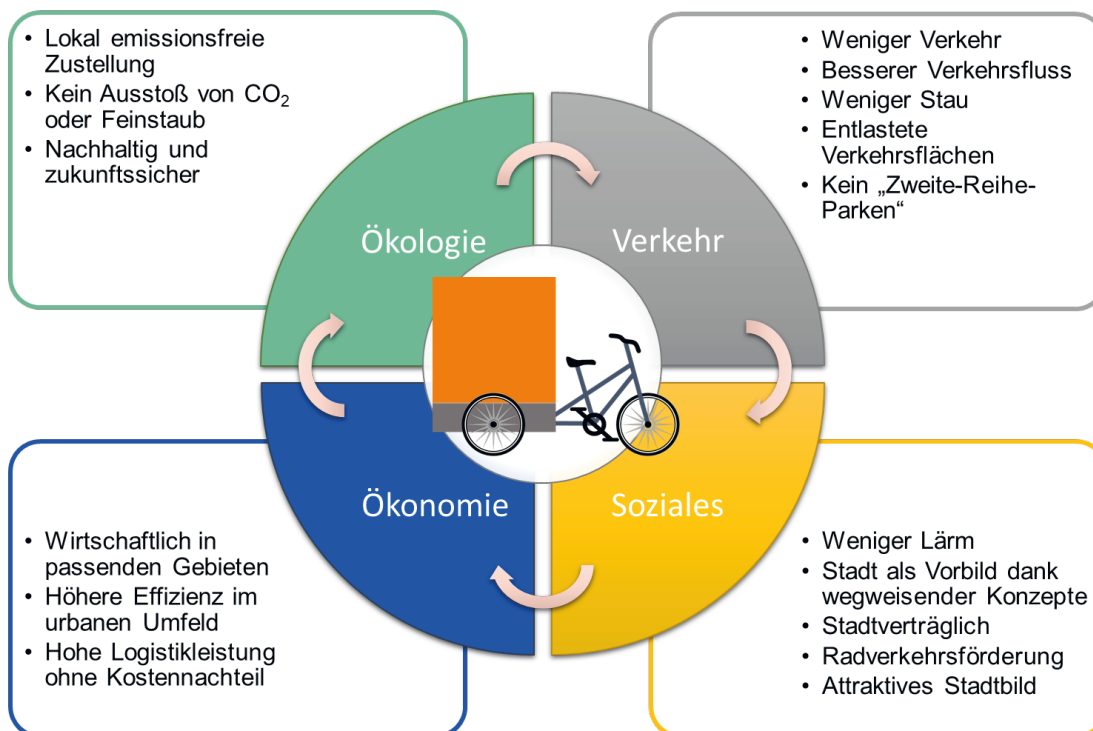 • Lokal emissionsfreie
Zustellung
• Kein Ausstoß von CO₂
oder Feinstaub
• Nachhaltig und
zukunftssicher
• Weniger Verkehr
• Besserer Verkehrsfluss
• Weniger Stau
• Entlastete
Verkehrsflächen
• Kein „Zweite-Reihe-
Parken“
Ökologie
Verkehr
Ökonomie
Soziales
• Wirtschaftlich in
passenden Gebieten
• Höhere Effizienz im
urbanen Umfeld
• Hohe Logistikleistung
ohne Kostennachteil
• Weniger Lärm
• Stadt als Vorbild dank
wegweisender Konzepte
• Stadtverträglich
• Radverkehrsförderung
• Attraktives Stadtbild